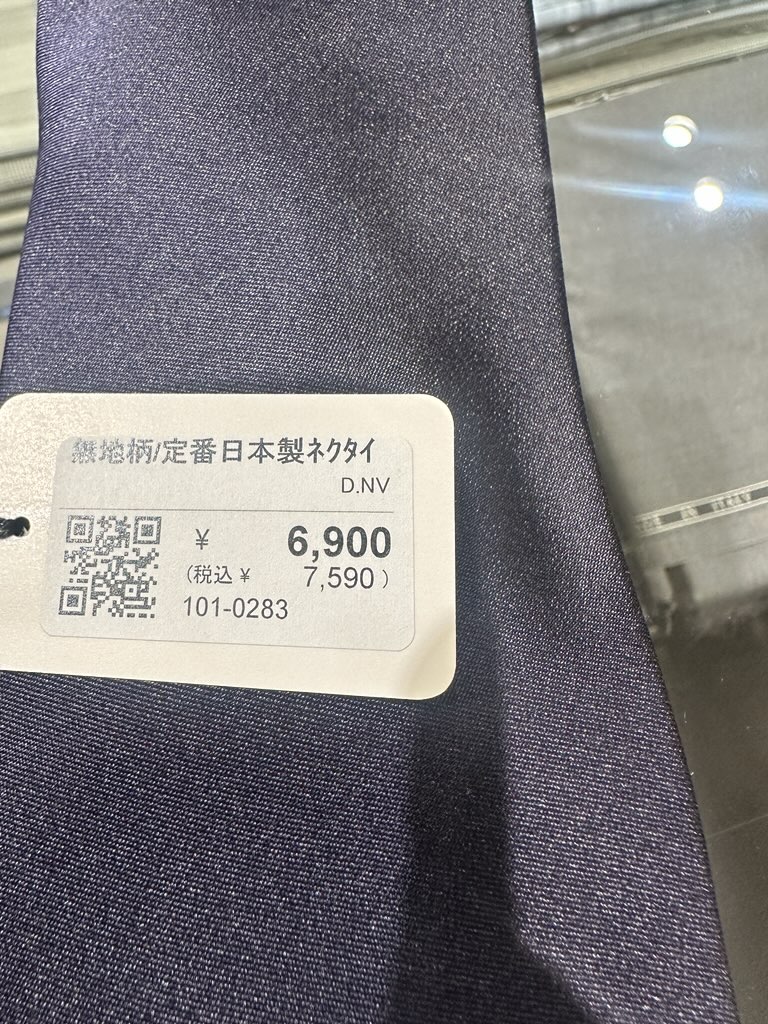 無地柄/定番日本製ネクタイ
D.NV
¥ 6,900
(税込¥ 7,590)
101-0283